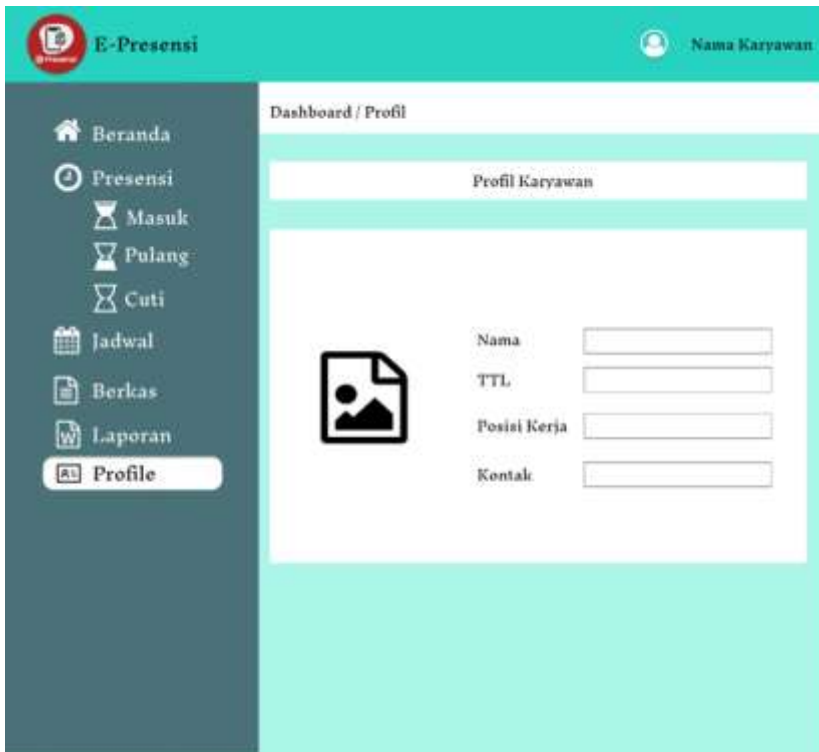 E-Presensi
Nama Karyawan
Dashboard / Profil
Beranda
Presensi
Masuk
Pulang
Cuti
Jadwal
Berkas
Laporan
Profile
Profil Karyawan
Nama
TTL
Posisi Kerja
Kontak